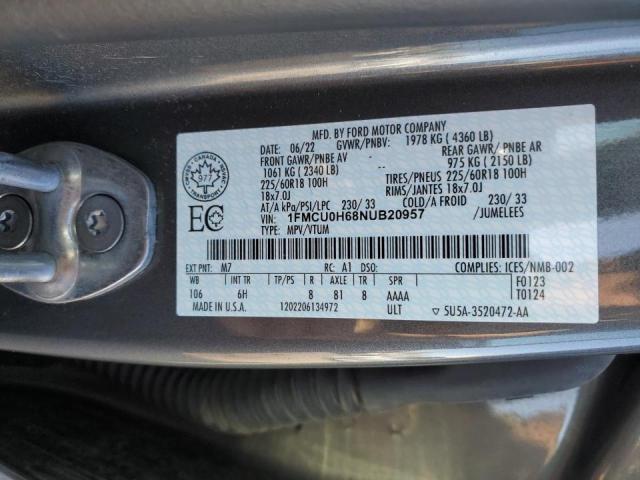 MFD. BY FORD MOTOR COMPANY
DATE: 06/22 GVWR/PNBV: 1978 KG ( 4360 LB)
FRONT GAWR/PNBE AV REAR GAWR/PNBE AR
1061 KG ( 2340 LB) 975 KG ( 2150 LB)
225/60R18 100H TIRES/PNEUS 225/60R18 100H
18x7.0J RIMS/JANTES 18x7.0J
AT/A kPa/PSI/LPC 230/ 33 COLD/A FROID 230/ 33
VIN: 1FMCU0H68NUB20957 /JUMELEES
TYPE: MPV/VTUM
CANADA
977
TRANSPORT
EC
EXT PNT: M7 RC: A1 DSO: COMPLIES: ICES/NMB-002
WB INT TR TP/PS R AXLE TR SPR F0123
106 6H 8 81 8 AAAA T0124
MADE IN U.S.A. 1202206134972 ULT ▽ 5U5A-3520472-AA